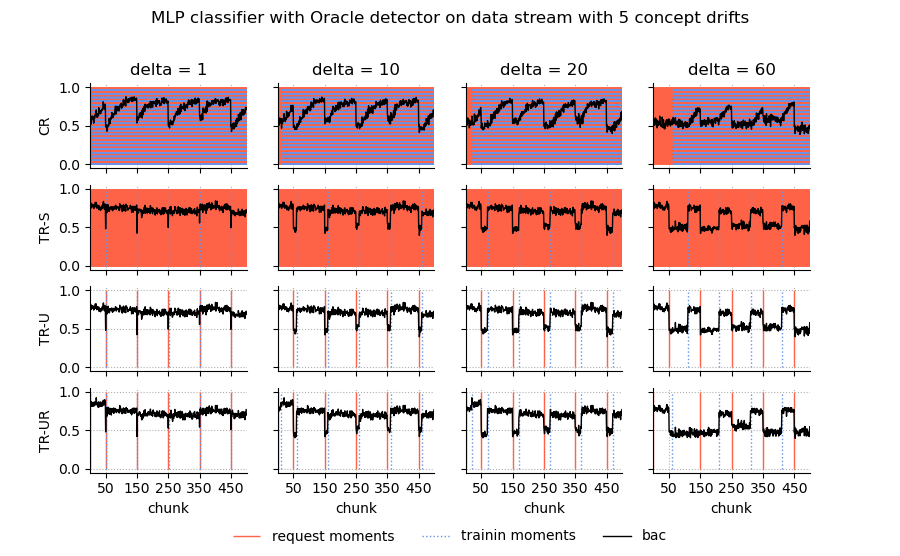 MLP classifier with Oracle detector on data stream with 5 concept drifts
delta = 1 delta = 10 delta = 20 delta = 60
1.0
CR 0.5
0.0
1.0
TR-S 0.5
0.0
1.0
TR-U 0.5
0.0
1.0
TR-UR 0.5
0.0
50 150 250 350 450 50 150 250 350 450 50 150 250 350 450 50 150 250 350 450
chunk chunk chunk chunk
request moments trainin moments bac